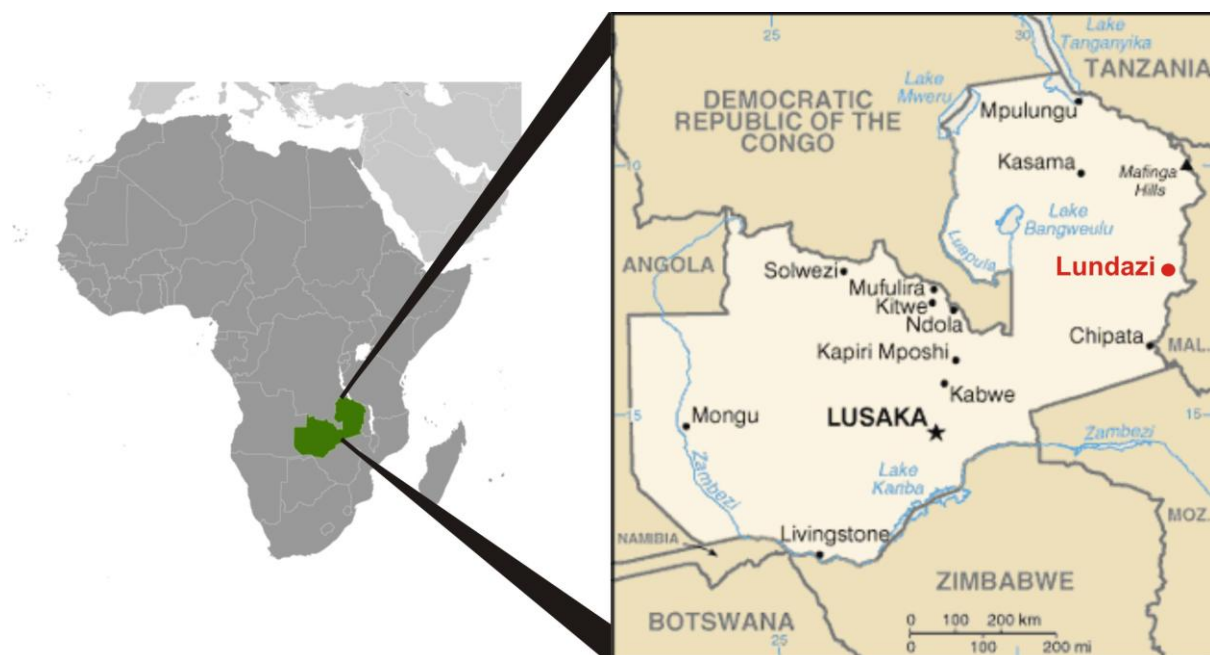 25
30
Lake
Tanganyika
TANZANIA
Lake
Mweru
Mpulungu
DEMOCRATIC
REPUBLIC OF THE
CONGO
10
Kasama
Mafinga
Hills
Lake
Bangweulu
Luapula
ANGOLA
Solwezi
Lundazi
Mufulira
Kitwe
Ndola
Chipata
MAL.
Kapiri Mposhi
Kabwe
15
Mongu
LUSAKA
15
Zambezi
Zambezi
Lake
Kariba
MOZ.
NAMIBIA
Livingstone
ZIMBABWE
BOTSWANA
0 100 200 km
0 100 200 mi
25